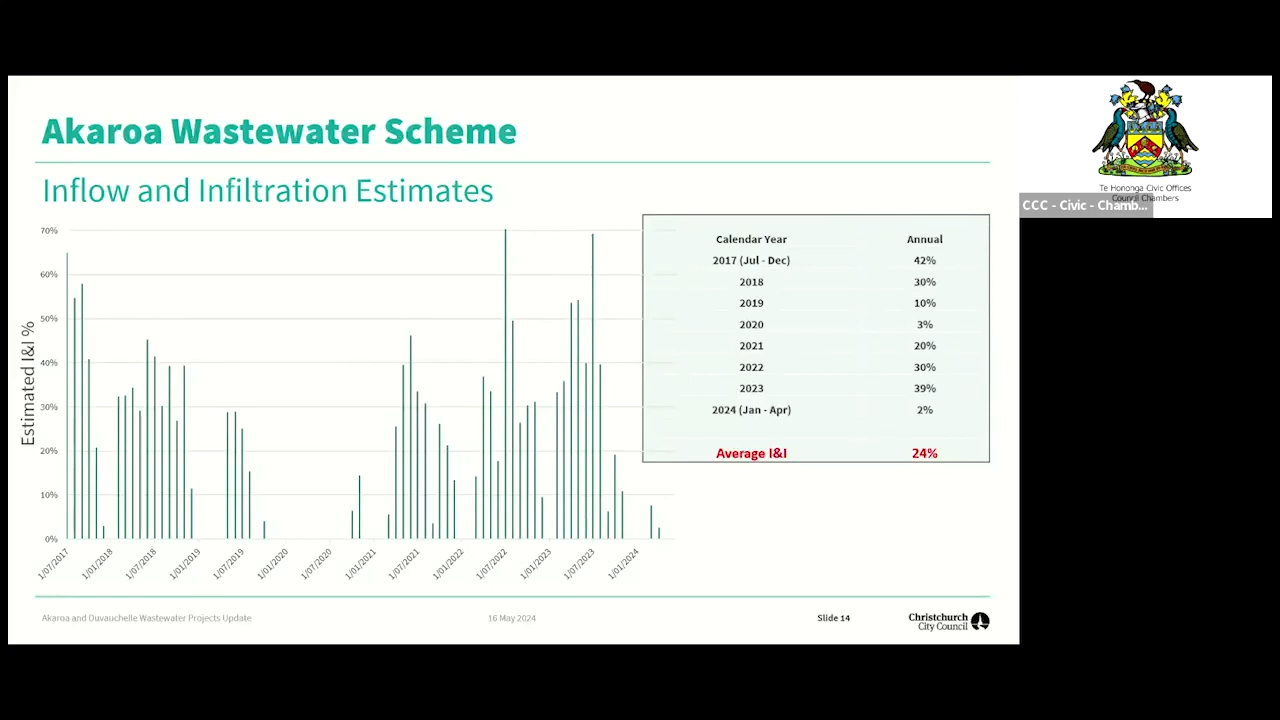 Akaroa Wastewater Scheme
Inflow and Infiltration Estimates
Estimated I&I %
70%
60%
50%
40%
30%
20%
10%
0%
1/07/2017
1/01/2018
1/07/2018
1/01/2019
1/07/2019
1/01/2020
1/07/2020
1/01/2021
1/07/2021
1/01/2022
1/07/2022
1/01/2023
1/07/2023
1/01/2024
Calendar Year Annual
2017 (Jul - Dec) 42%
2018 30%
2019 10%
2020 3%
2021 20%
2022 30%
2023 39%
2024 (Jan - Apr) 2%
Average I&I 24%
Akaroa and Duvauchelle Wastewater Projects Update
16 May 2024
Slide 14
Christchurch
City Council
Te Hononga Civic Offices
Council Chambers
CCC - Civic - Chamb...